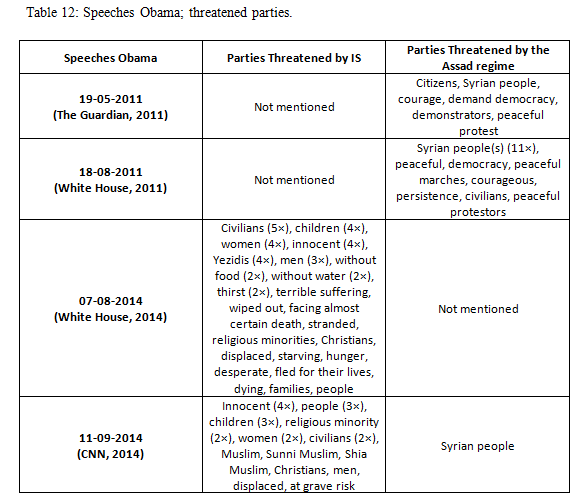 Table 12: Speeches Obama; threatened parties.
Speeches Obama
Parties Threatened by IS
Parties Threatened by the
Assad regime
19-05-2011
(The Guardian, 2011)
Not mentioned
Citizens, Syrian people,
courage, demand democracy,
demonstrators, peaceful
protest
18-08-2011
(White House, 2011)
Not mentioned
Syrian people(s) (11×),
peaceful, democracy, peaceful
marches, courageous,
persistence, civilians, peaceful
protestors
07-08-2014
(White House, 2014)
Civilians (5×), children (4×),
women (4×), innocent (4×),
Yezidis (4×), men (3×), without
food (2×), without water (2×),
thirst (2×), terrible suffering,
wiped out, facing almost
certain death, stranded,
religious minorities, Christians,
displaced, starving, hunger,
desperate, fled for their lives,
dying, families, people
Not mentioned
11-09-2014
(CNN, 2014)
Innocent (4×), people (3×),
children (3×), religious minority
(2×), women (2×), civilians (2×),
Muslim, Sunni Muslim, Shia
Muslim, Christians, men,
displaced, at grave risk
Syrian people